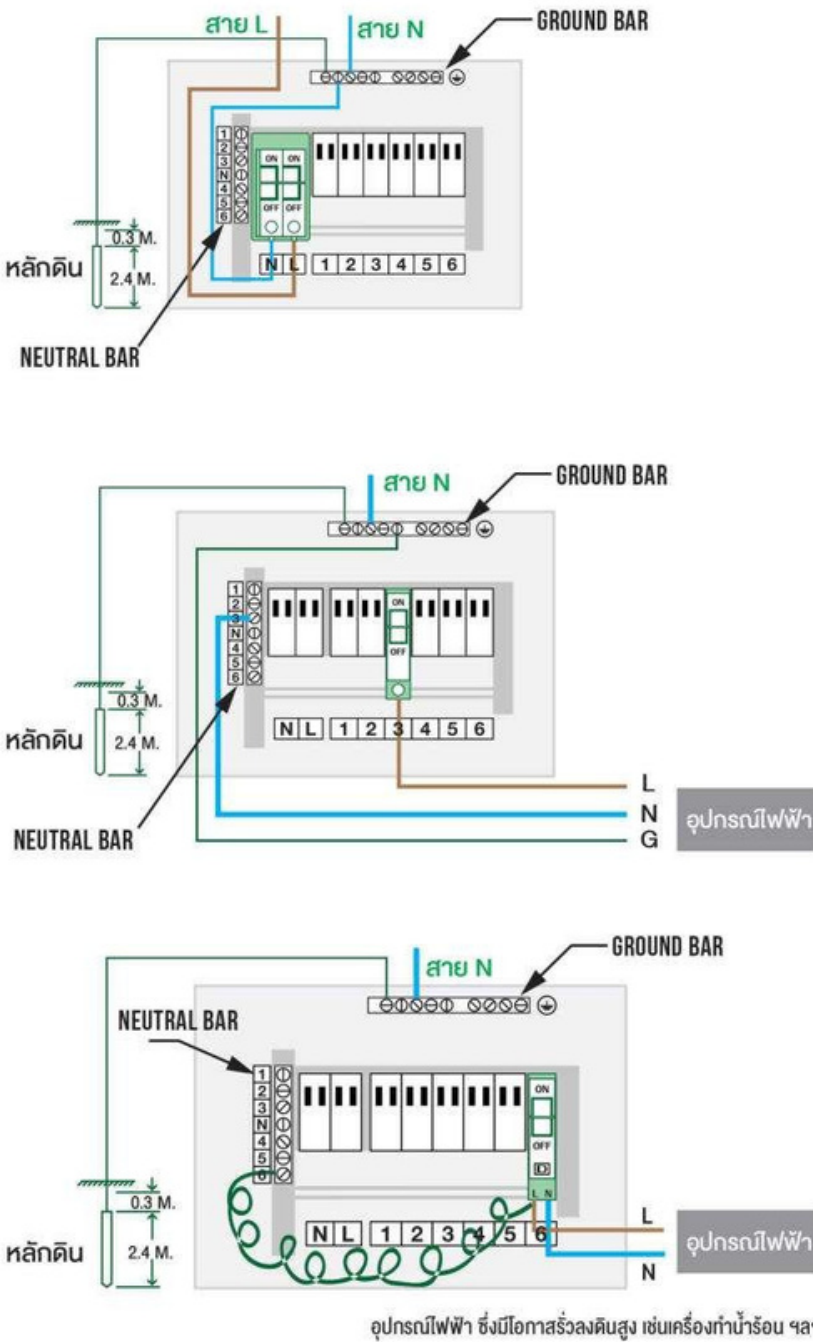 สาย L
สาย N
GROUND BAR
1
2
3
N
4
5
6
ON ON
OFF OFF
0.3 M.
หลักดิน
2.4 M.
N L 1 2 3 4 5 6
NEUTRAL BAR
สาย N
GROUND BAR
1
2
3
N
4
5
6
ON
OFF
0.3 M.
หลักดิน
2.4 M.
N L 1 2 3 4 5 6
L
N
G
อุปกรณ์ไฟฟ้า
NEUTRAL BAR
สาย N
GROUND BAR
NEUTRAL BAR
1
2
3
N
4
5
6
ON
OFF
L N
0.3 M.
หลักดิน
2.4 M.
N L 1 2 3 4 5 6
L
N
อุปกรณ์ไฟฟ้า
อุปกรณ์ไฟฟ้า ซึ่งมีโอกาสรั่วลงดินสูง เช่นเครื่องทำน้ำร้อน ฯลฯ